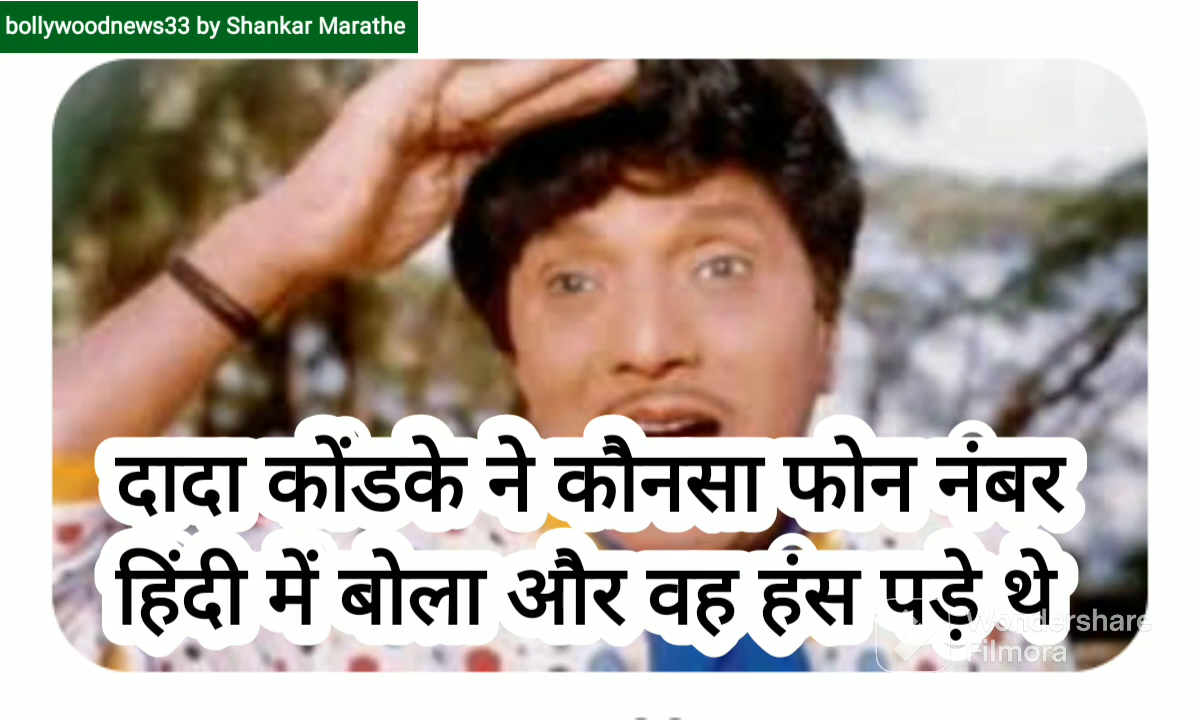 bollywoodnews33 by Shankar Marathe
दादा कोंडके ने कौनसा फोन नंबर
हिंदी में बोला और वह हंस पड़े थे
Wondershare
Filmora